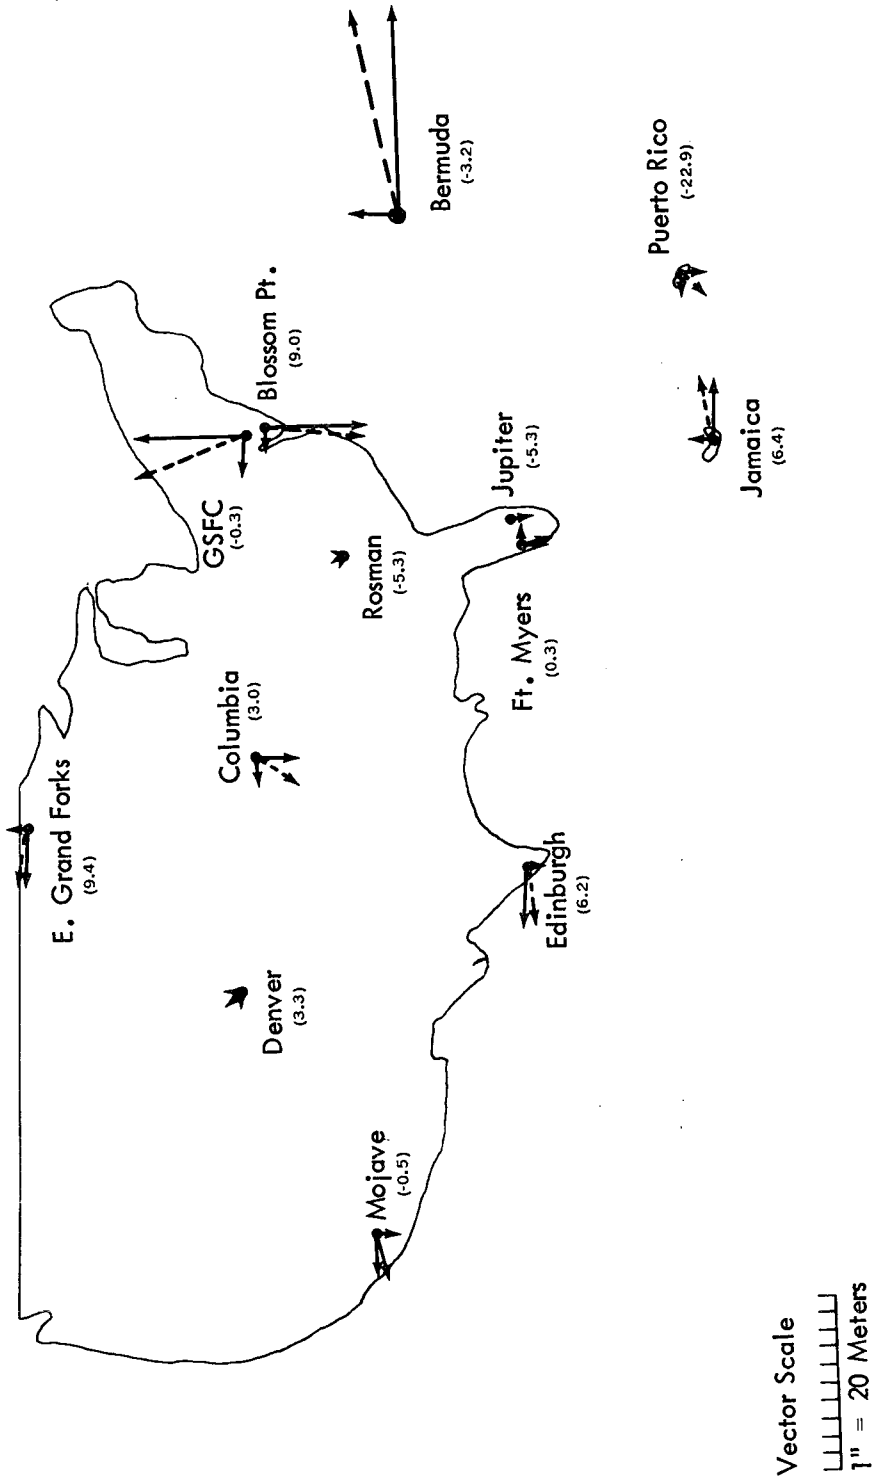 E. Grand Forks
(9.4)
GSFC
(-0.3)
Blossom Pt.
(9.0)
Columbia
(3.0)
Denver
(3.3)
Rosman
(-5.3)
Mojave
(-0.5)
Bermuda
(-3.2)
Jupiter
(-5.3)
Ft. Myers
(0.3)
Edinburgh
(6.2)
Puerto Rico
(-22.9)
Jamaica
(6.4)
Vector Scale
1" = 20 Meters